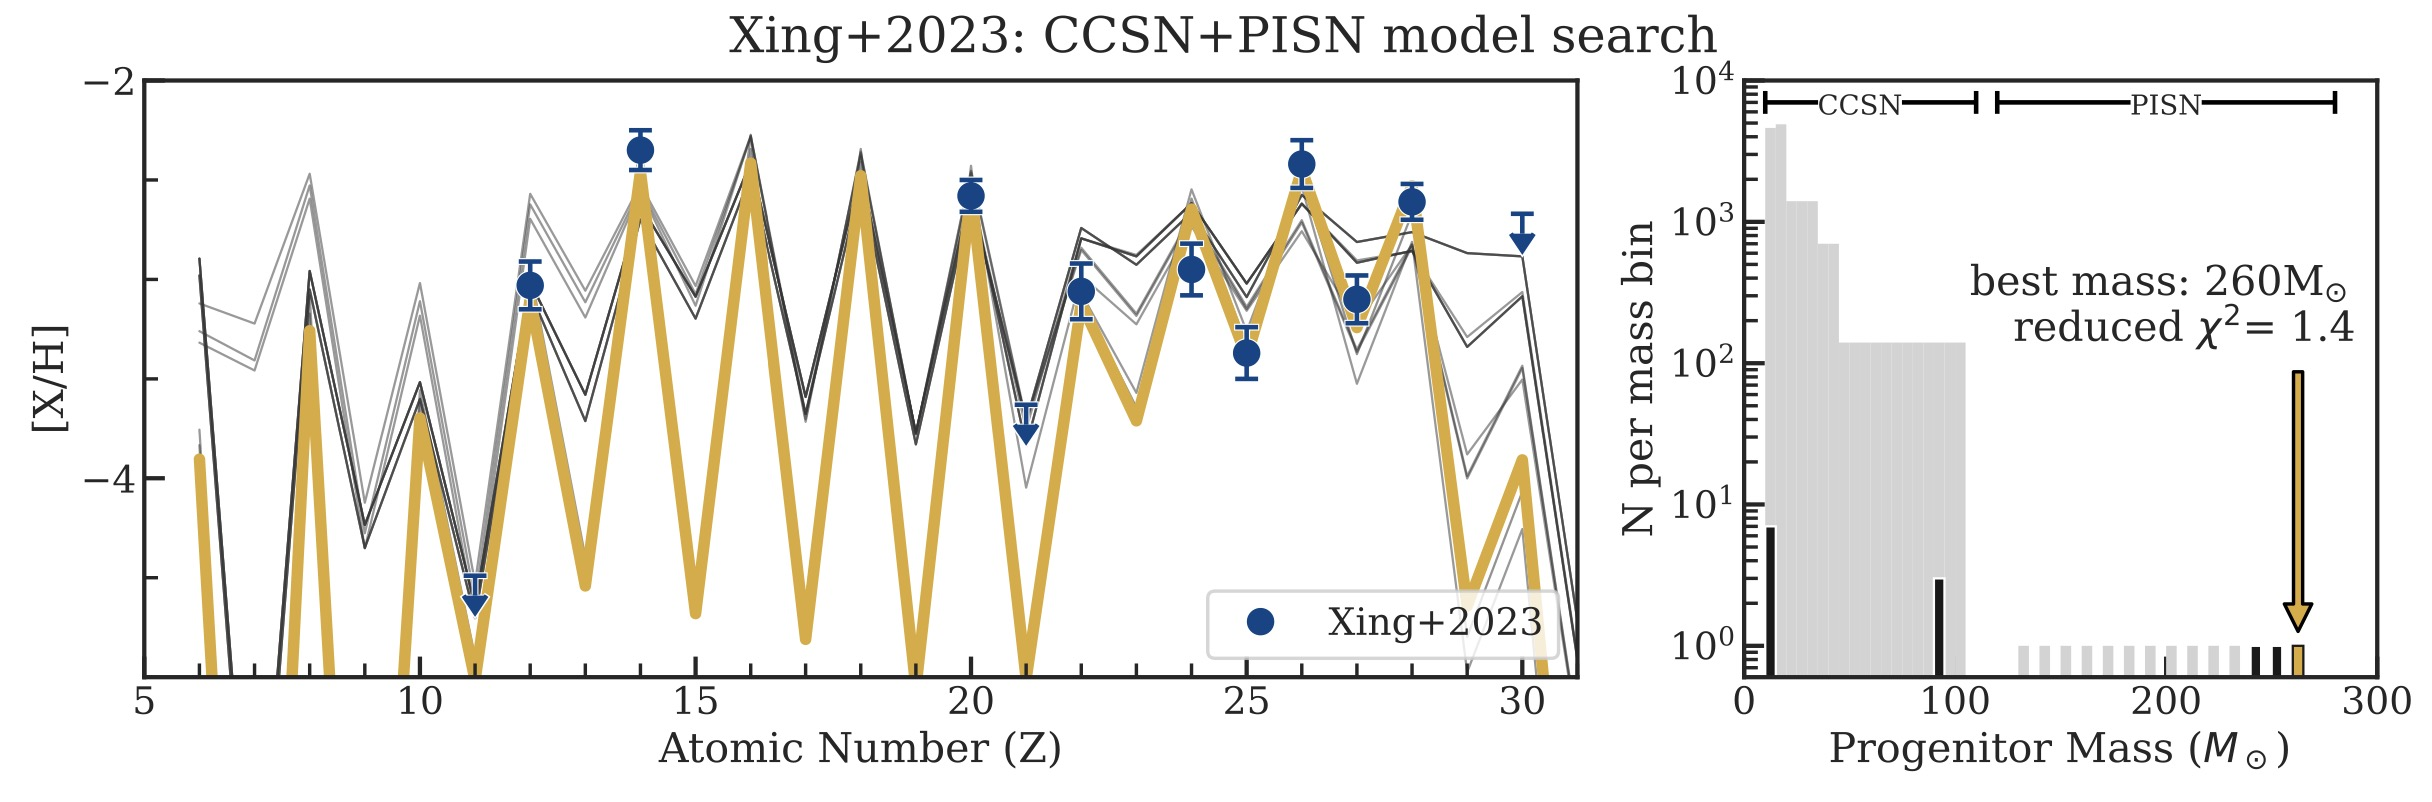 Xing+2023: CCSN+PISN model search
−2
−4
[X/H]
5 10 15 20 25 30
Atomic Number (Z)
Xing+2023
10⁴
10³
10²
10¹
10⁰
N per mass bin
CCSN PISN
best mass: 260M☉
reduced χ²= 1.4
0 100 200 300
Progenitor Mass (M☉)